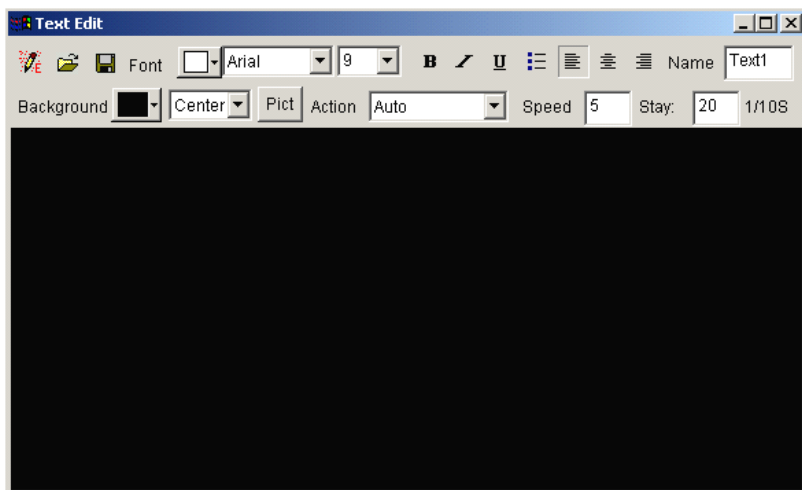 Text Edit
Font Arial 9 B I U Name Text1
Background Center Pict Action Auto Speed 5 Stay: 20 1/10S